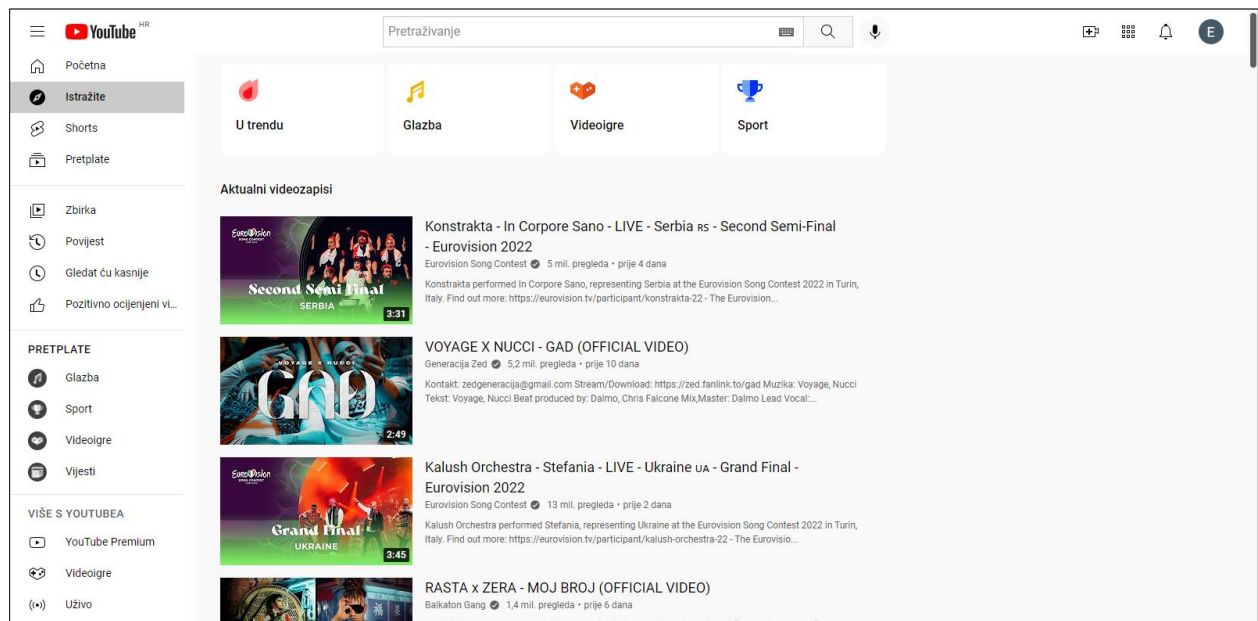 YouTube HR
Pretraživanje
E
Početna
Istražite
Shorts
Pretplate
Zbirka
Povijest
Gledat ću kasnije
Pozitivno ocijenjeni vi...
PRETPLATE
Glazba
Sport
Videoigre
Vijesti
VIŠE S YOUTUBEA
YouTube Premium
Videoigre
Uživo
U trendu
Glazba
Videoigre
Sport
Aktualni videozapisi
EUROVISION
SONG CONTEST
Second Semi Final
SERBIA
3:31
Konstrakta - In Corpore Sano - LIVE - Serbia RS - Second Semi-Final
- Eurovision 2022
Eurovision Song Contest 5 mil. pregleda • prije 4 dana
Konstrakta performed In Corpore Sano, representing Serbia at the Eurovision Song Contest 2022 in Turin,
Italy. Find out more: https://eurovision.tv/participant/konstrakta-22 - The Eurovision...
VOYAGE X NUCCI
GAD
2:49
VOYAGE X NUCCI - GAD (OFFICIAL VIDEO)
Generacija Zed 5,2 mil. pregleda • prije 10 dana
Kontakt: zedgeneracija@gmail.com Stream/Download: https://zed.fanlink.to/gad Muzika: Voyage, Nucci
Tekst: Voyage, Nucci Beat produced by: Dalmo, Chris Falcone Mix,Master: Dalmo Lead Vocal:...
EUROVISION
SONG CONTEST
Grand Final
UKRAINE
3:45
Kalush Orchestra - Stefania - LIVE - Ukraine UA - Grand Final -
Eurovision 2022
Eurovision Song Contest 13 mil. pregleda • prije 2 dana
Kalush Orchestra performed Stefania, representing Ukraine at the Eurovision Song Contest 2022 in Turin,
Italy. Find out more: https://eurovision.tv/participant/kalush-orchestra-22 - The Eurovisio...
RASTA x ZERA - MOJ BROJ (OFFICIAL VIDEO)
Balkaton Gang 1,4 mil. pregleda • prije 6 dana